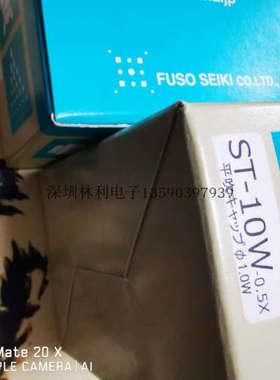 FUSO SEIKI CO.,LTD.
深圳林利电子13590397939
ST-10W-0.5X
平吹キャップφ1.0W
Mate 20 X
PLE CAMERA | AI